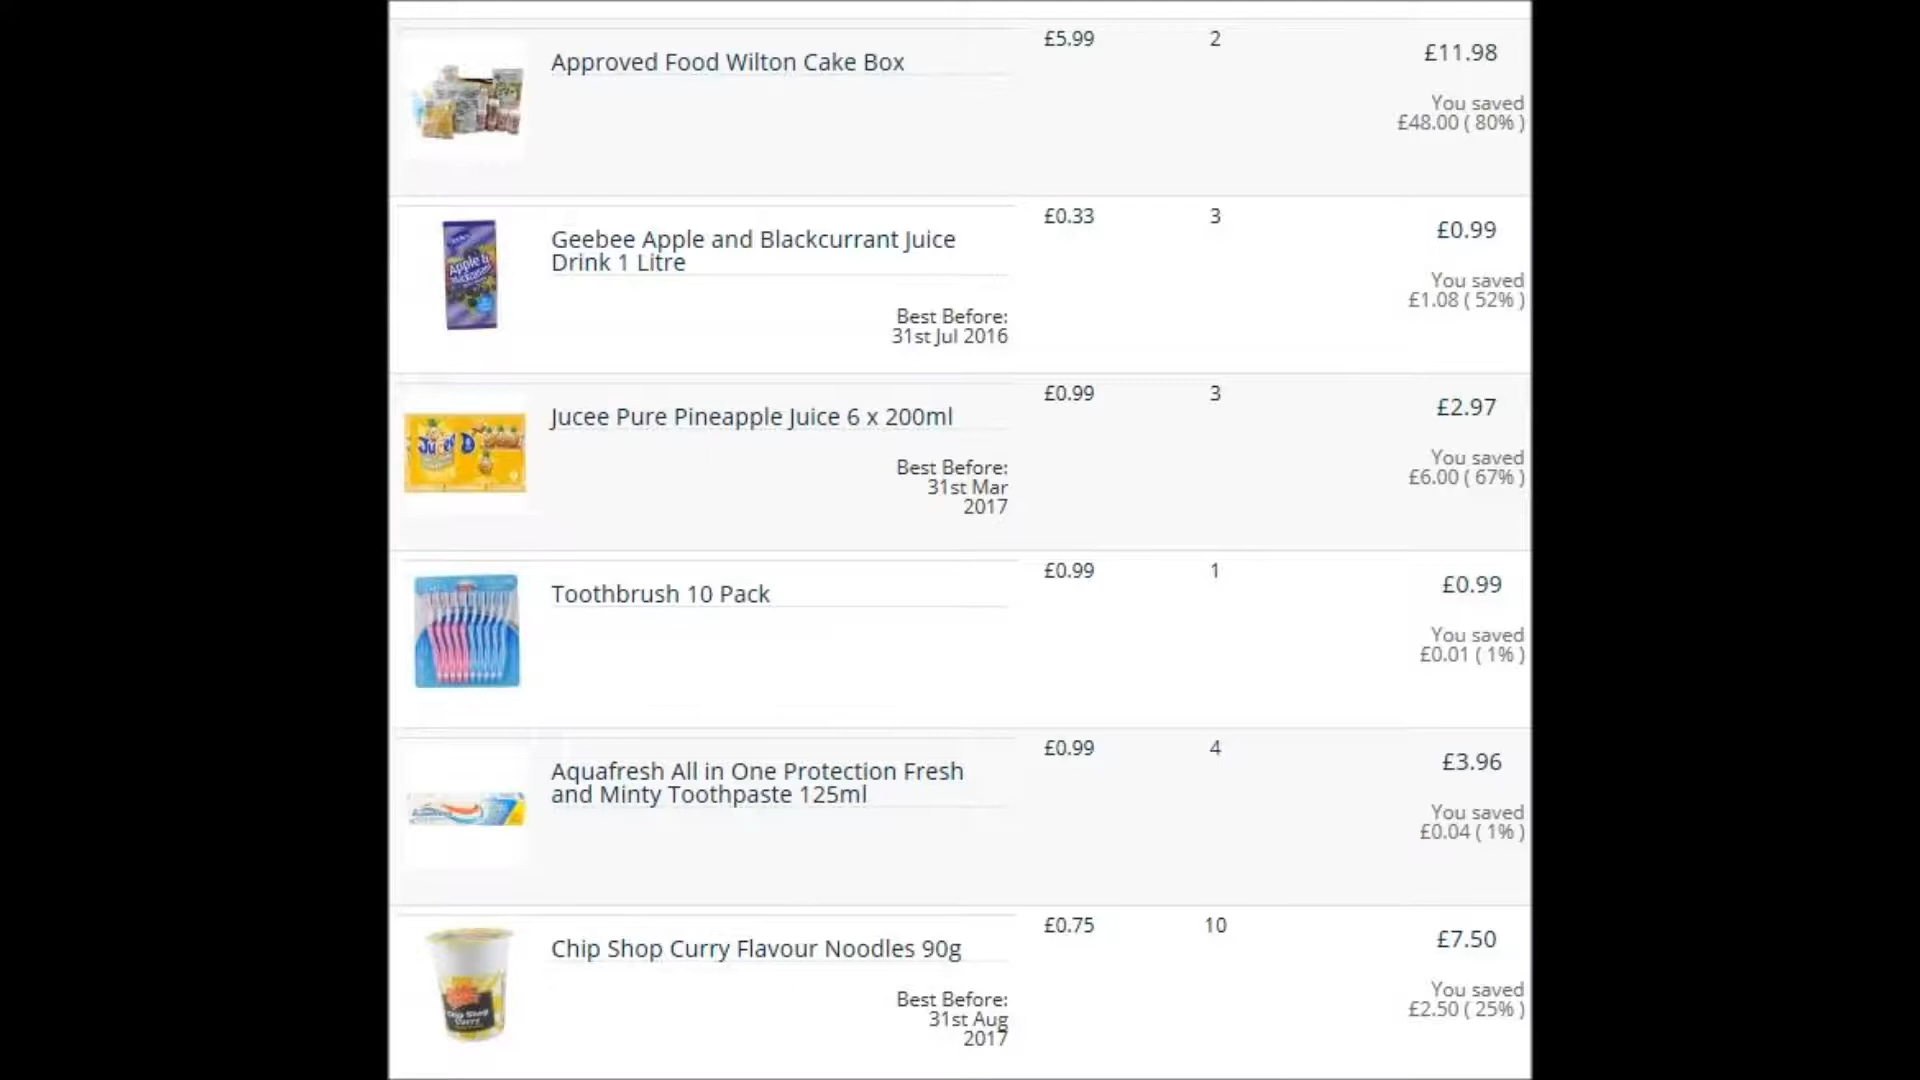 Approved Food Wilton Cake Box
£5.99
2
£11.98
You saved
£48.00 ( 80% )
Geebee Apple and Blackcurrant Juice
Drink 1 Litre
Best Before:
31st Jul 2016
£0.33
3
£0.99
You saved
£1.08 ( 52% )
Jucee Pure Pineapple Juice 6 x 200ml
Best Before:
31st Mar
2017
£0.99
3
£2.97
You saved
£6.00 ( 67% )
Toothbrush 10 Pack
£0.99
1
£0.99
You saved
£0.01 ( 1% )
Aquafresh All in One Protection Fresh
and Minty Toothpaste 125ml
£0.99
4
£3.96
You saved
£0.04 ( 1% )
Chip Shop Curry Flavour Noodles 90g
Best Before:
31st Aug
2017
£0.75
10
£7.50
You saved
£2.50 ( 25% )